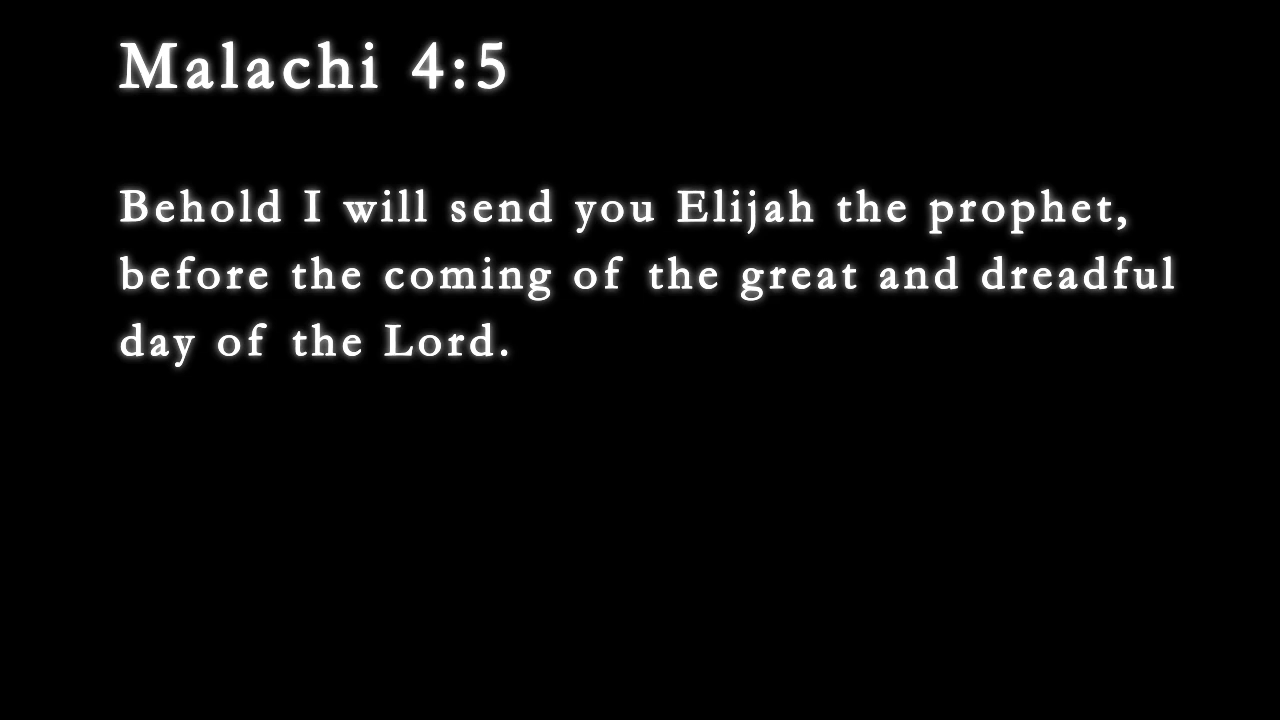 Malachi 4:5
Behold I will send you Elijah the prophet,
before the coming of the great and dreadful
day of the Lord.